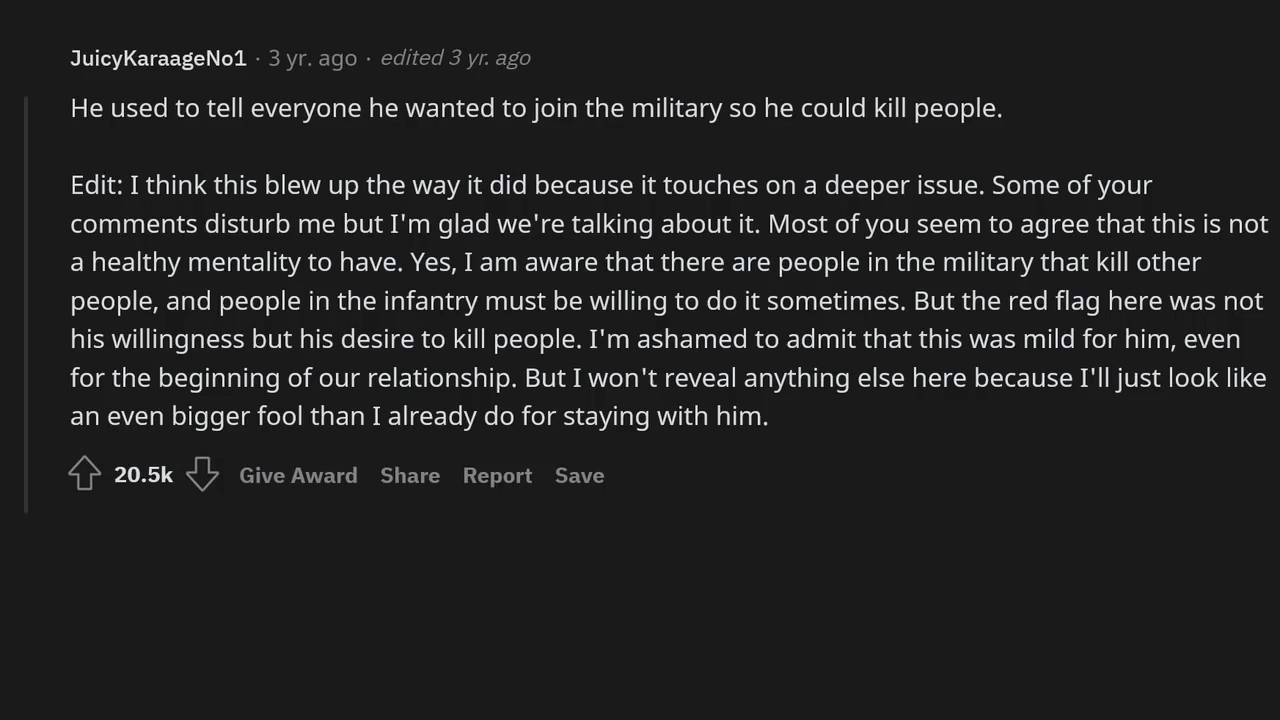 JuicyKaraageNo1 · 3 yr. ago · edited 3 yr. ago
He used to tell everyone he wanted to join the military so he could kill people.
Edit: I think this blew up the way it did because it touches on a deeper issue. Some of your
comments disturb me but I'm glad we're talking about it. Most of you seem to agree that this is not
a healthy mentality to have. Yes, I am aware that there are people in the military that kill other
people, and people in the infantry must be willing to do it sometimes. But the red flag here was not
his willingness but his desire to kill people. I'm ashamed to admit that this was mild for him, even
for the beginning of our relationship. But I won't reveal anything else here because I'll just look like
an even bigger fool than I already do for staying with him.
20.5k Give Award Share Report Save